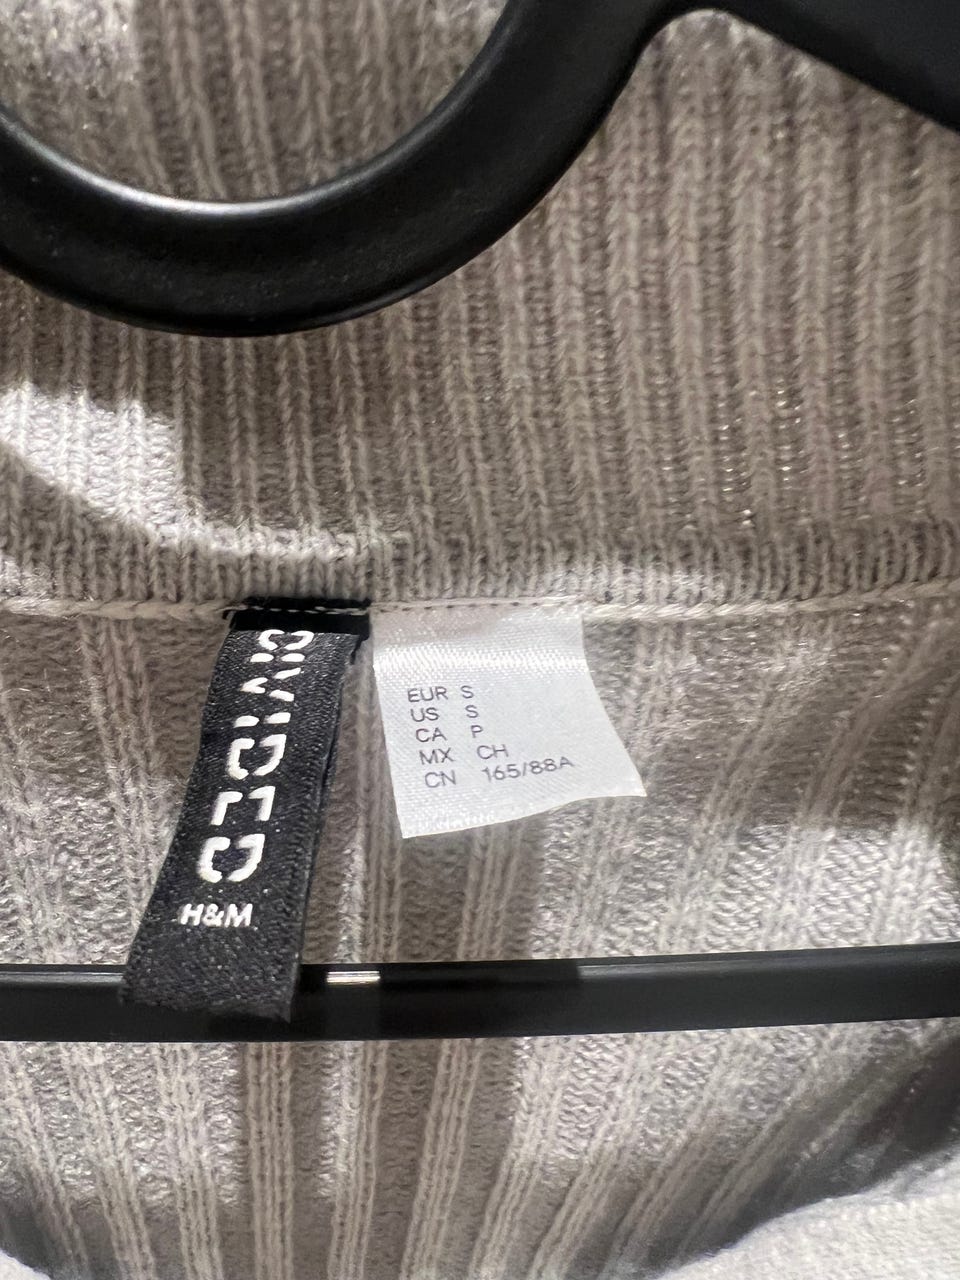 DIVIDED
H&M
EUR S
US S
CA P
MX CH
CN 165/88A